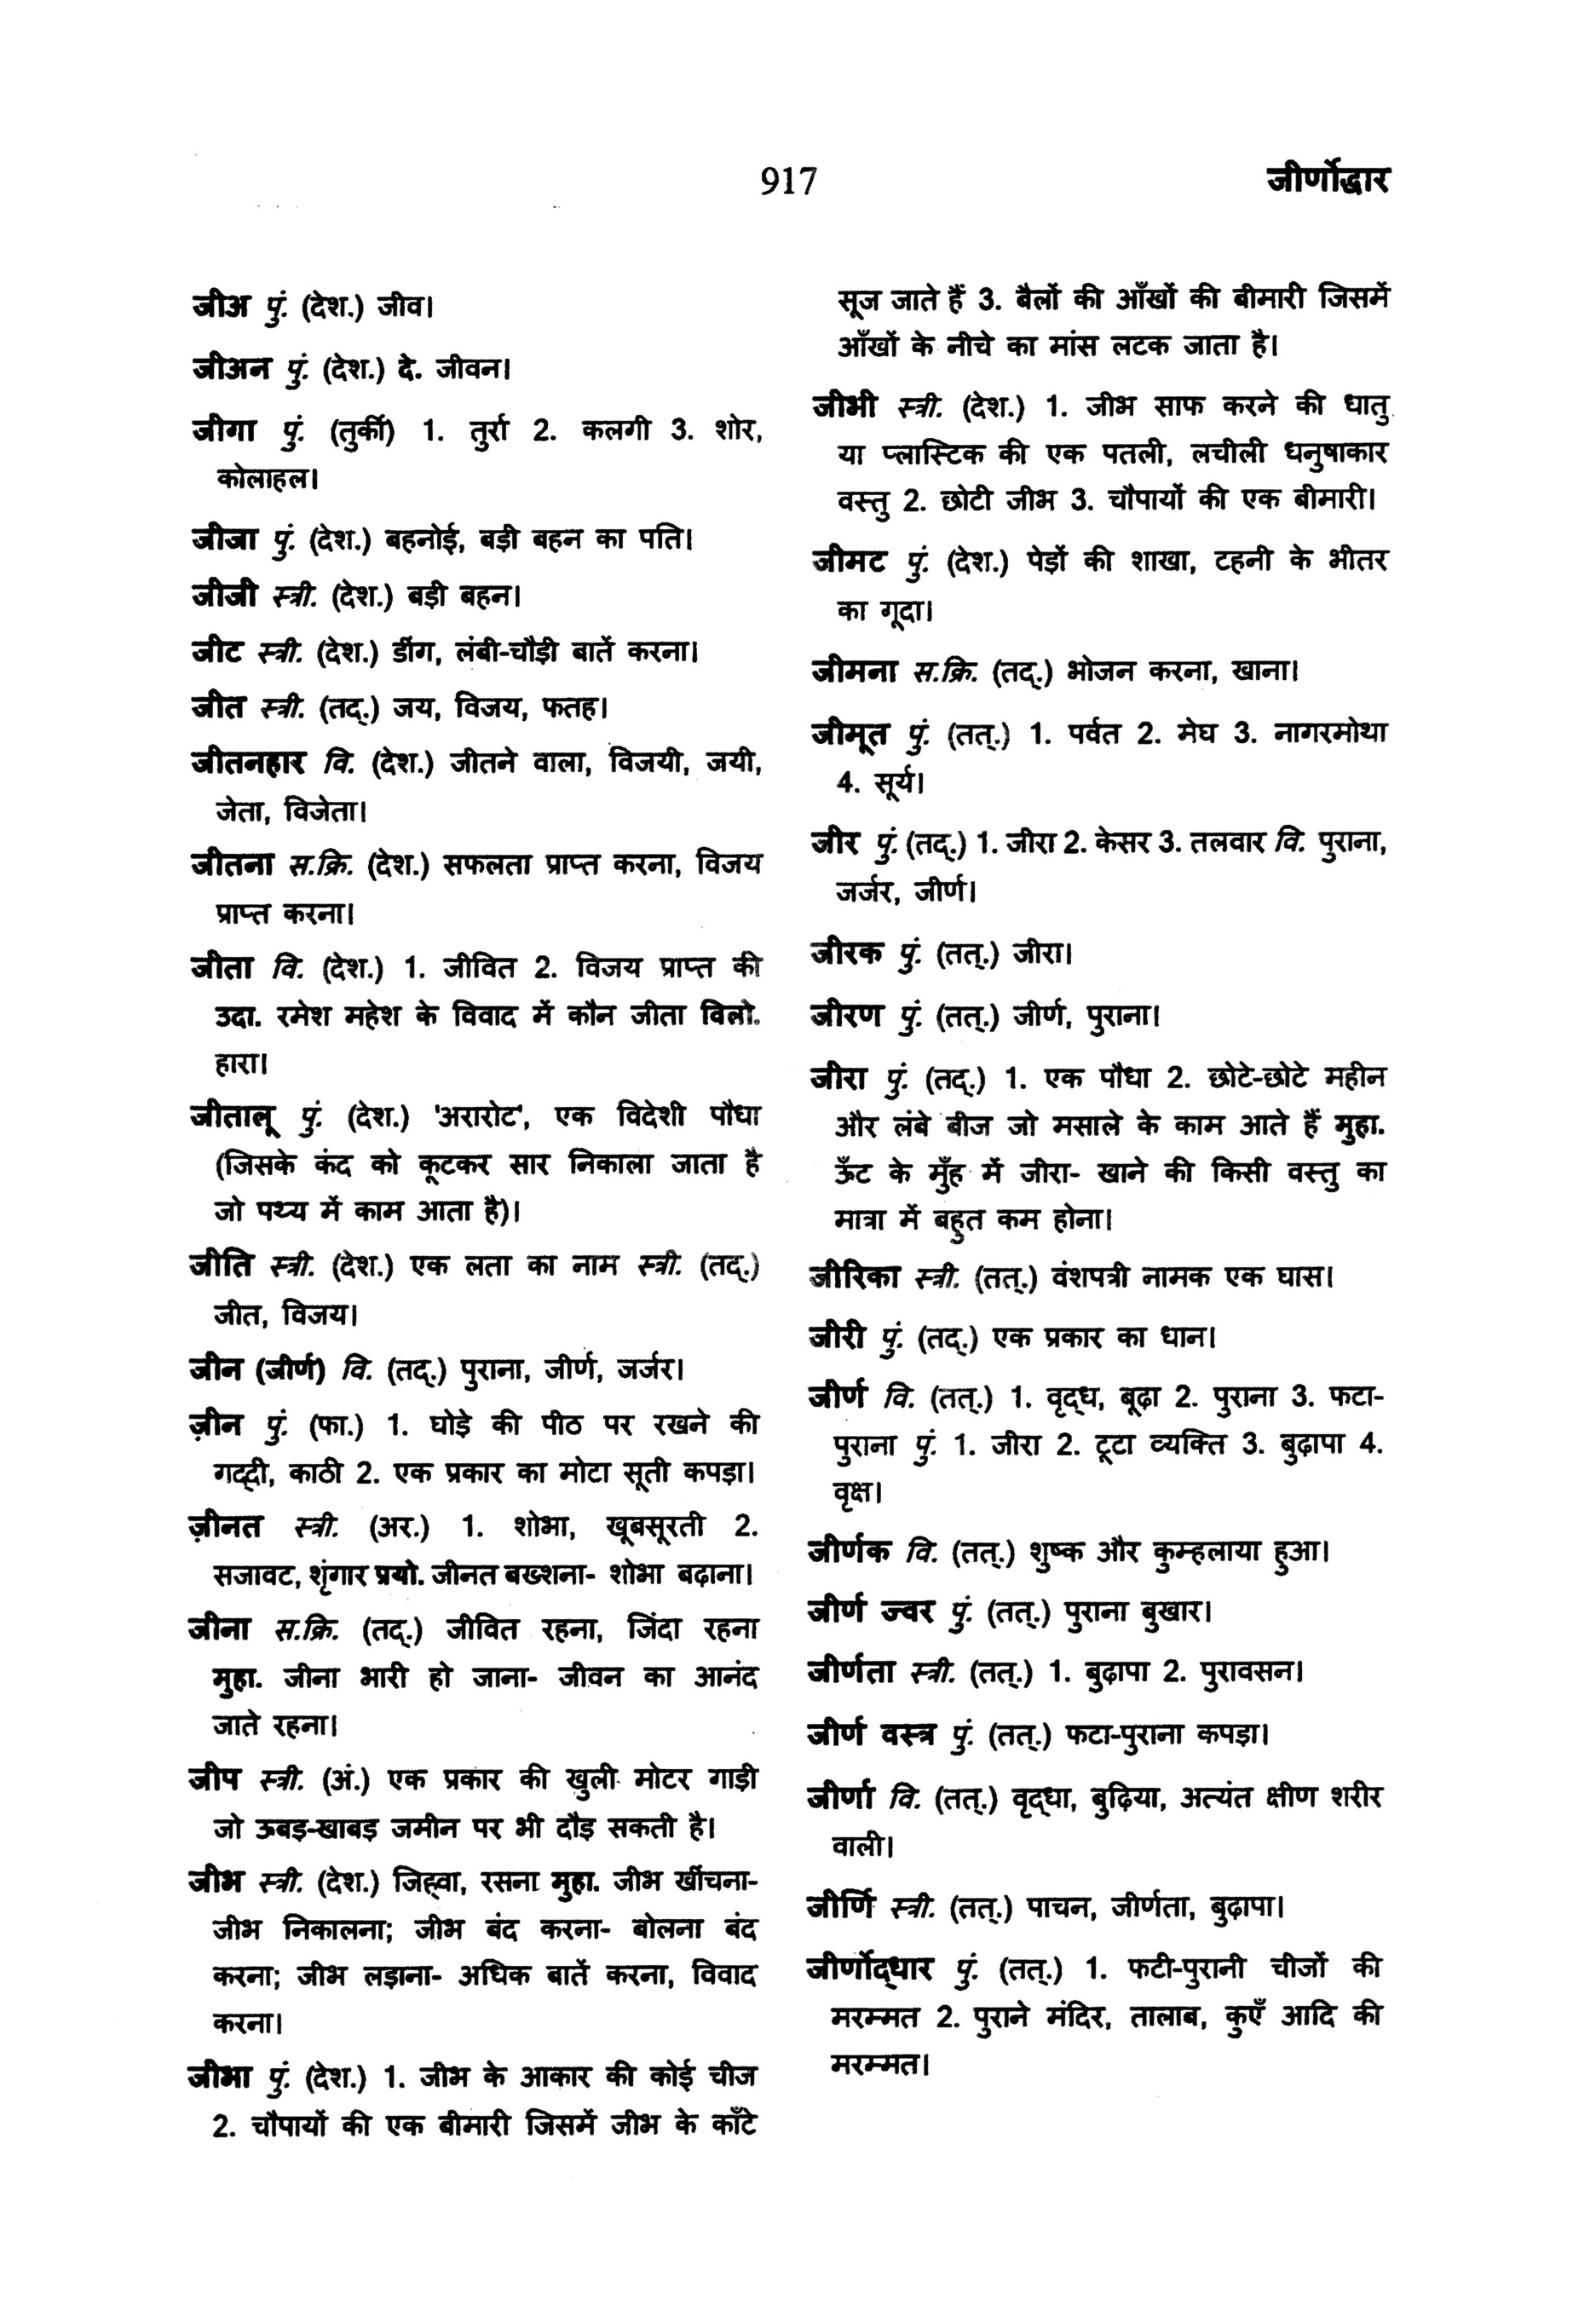 917
जीर्णोद्धार
जीअ पुं. (देश.) जीव।
जीअन पुं. (देश.) दे. जीवन।
जीगा पुं. (तुर्की) 1. तुर्रा 2. कलगी 3. शोर,
कोलाहल।
जीजा पुं. (देश.) बहनोई, बड़ी बहन का पति।
जीजी स्त्री. (देश.) बड़ी बहन।
जीट स्त्री. (देश.) डींग, लंबी-चौड़ी बातें करना।
जीत स्त्री. (तद्.) जय, विजय, फतह।
जीतनहार वि. (देश.) जीतने वाला, विजयी, जयी,
जेता, विजेता।
जीतना स.क्रि. (देश.) सफलता प्राप्त करना, विजय
प्राप्त करना।
जीता वि. (देश.) 1. जीवित 2. विजय प्राप्त की
उदा. रमेश महेश के विवाद में कौन जीता विलो.
हारा।
जीतालू पुं. (देश.) 'अरारोट', एक विदेशी पौधा
(जिसके कंद को कूटकर सार निकाला जाता है
जो पथ्य में काम आता है)।
जीति स्त्री. (देश.) एक लता का नाम स्त्री. (तद्.)
जीत, विजय।
जीन (जीर्ण) वि. (तद्.) पुराना, जीर्ण, जर्जर।
ज़ीन पुं. (फा.) 1. घोड़े की पीठ पर रखने की
गद्दी, काठी 2. एक प्रकार का मोटा सूती कपड़ा।
ज़ीनत स्त्री. (अर.) 1. शोभा, खूबसूरती 2.
सजावट, शृंगार प्रयो. जीनत बख्शना- शोभा बढ़ाना।
जीना स.क्रि. (तद्.) जीवित रहना, जिंदा रहना
मुहा. जीना भारी हो जाना- जीवन का आनंद
जाते रहना।
जीप स्त्री. (अं.) एक प्रकार की खुली मोटर गाड़ी
जो ऊबड़-खाबड़ जमीन पर भी दौड़ सकती है।
जीभ स्त्री. (देश.) जिह्वा, रसना मुहा. जीभ खींचना-
जीभ निकालना; जीभ बंद करना- बोलना बंद
करना; जीभ लड़ाना- अधिक बातें करना, विवाद
करना।
जीभा पुं. (देश.) 1. जीभ के आकार की कोई चीज
2. चौपायों की एक बीमारी जिसमें जीभ के काँटे
सूज जाते हैं 3. बैलों की आँखों की बीमारी जिसमें
आँखों के नीचे का मांस लटक जाता है।
जीभी स्त्री. (देश.) 1. जीभ साफ करने की धातु
या प्लास्टिक की एक पतली, लचीली धनुषाकार
वस्तु 2. छोटी जीभ 3. चौपायों की एक बीमारी।
जीमट पुं. (देश.) पेड़ों की शाखा, टहनी के भीतर
का गूदा।
जीमना स.क्रि. (तद्.) भोजन करना, खाना।
जीमूत पुं. (तत्.) 1. पर्वत 2. मेघ 3. नागरमोथा
4. सूर्य।
जीर पुं. (तद्.) 1. जीरा 2. केसर 3. तलवार वि. पुराना,
जर्जर, जीर्ण।
जीरक पुं. (तत्.) जीरा।
जीरण पुं. (तत्.) जीर्ण, पुराना।
जीरा पुं. (तद्.) 1. एक पौधा 2. छोटे-छोटे महीन
और लंबे बीज जो मसाले के काम आते हैं मुहा.
ऊँट के मुँह में जीरा- खाने की किसी वस्तु का
मात्रा में बहुत कम होना।
जीरिका स्त्री. (तत्.) वंशपत्री नामक एक घास।
जीरी पुं. (तद्.) एक प्रकार का धान।
जीर्ण वि. (तत्.) 1. वृद्ध, बूढ़ा 2. पुराना 3. फटा-
पुराना पुं. 1. जीरा 2. टूटा व्यक्ति 3. बुढ़ापा 4.
वृक्ष।
जीर्णक वि. (तत्.) शुष्क और कुम्हलाया हुआ।
जीर्ण ज्वर पुं. (तत्.) पुराना बुखार।
जीर्णता स्त्री. (तत्.) 1. बुढ़ापा 2. पुरावसन।
जीर्ण वस्त्र पुं. (तत्.) फटा-पुराना कपड़ा।
जीर्णा वि. (तत्.) वृद्धा, बुढ़िया, अत्यंत क्षीण शरीर
वाली।
जीर्णि स्त्री. (तत्.) पाचन, जीर्णता, बुढ़ापा।
जीर्णोद्धार पुं. (तत्.) 1. फटी-पुरानी चीजों की
मरम्मत 2. पुराने मंदिर, तालाब, कुएँ आदि की
मरम्मत।